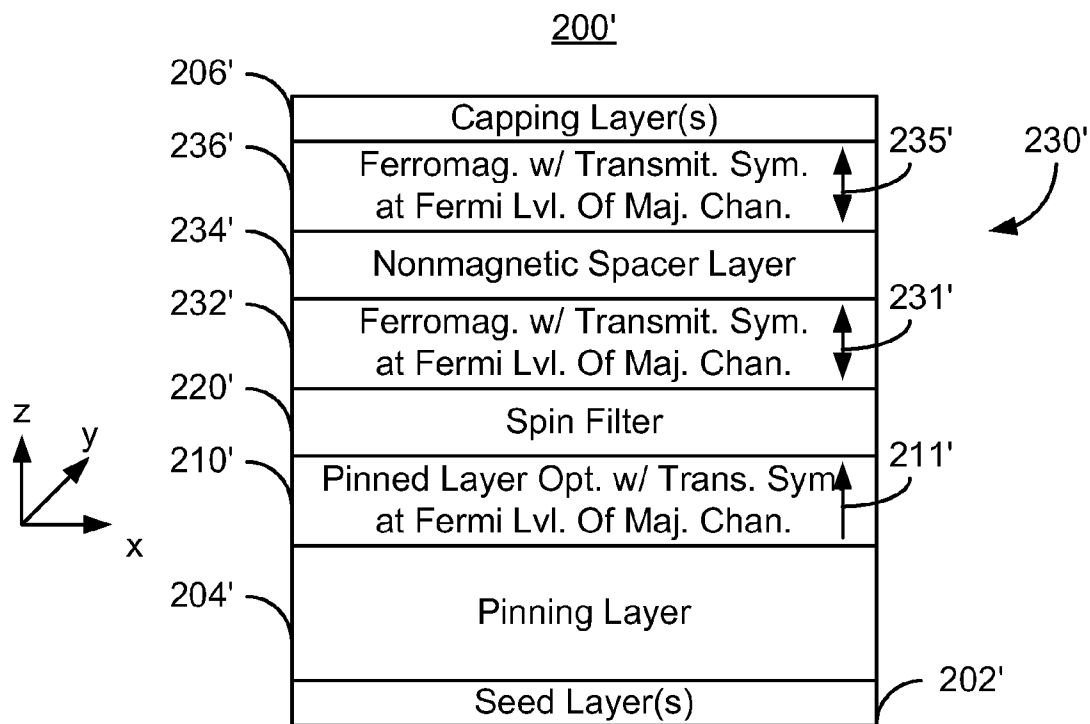 200'
206'
Capping Layer(s)
236'
Ferromag. w/ Transmit. Sym.
at Fermi Lvl. Of Maj. Chan.
235'
230'
234'
Nonmagnetic Spacer Layer
232'
Ferromag. w/ Transmit. Sym.
at Fermi Lvl. Of Maj. Chan.
231'
220'
Spin Filter
z
y
x
210'
Pinned Layer Opt. w/ Trans. Sym
at Fermi Lvl. Of Maj. Chan.
211'
204'
Pinning Layer
202'
Seed Layer(s)